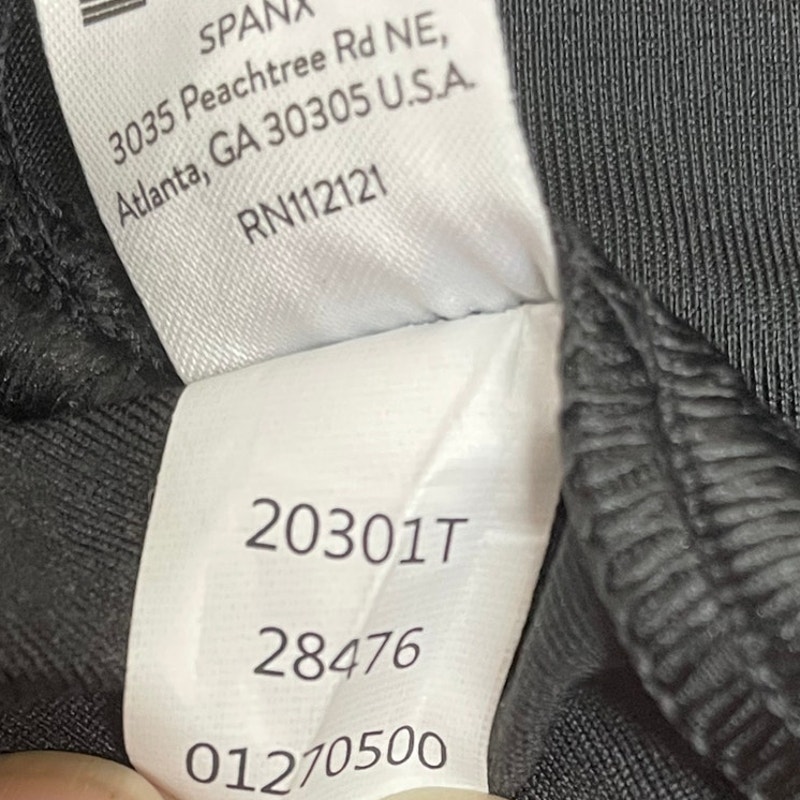 SPANX
3035 Peachtree Rd NE,
Atlanta, GA 30305 U.S.A.
RN112121
20301T
28476
01270500